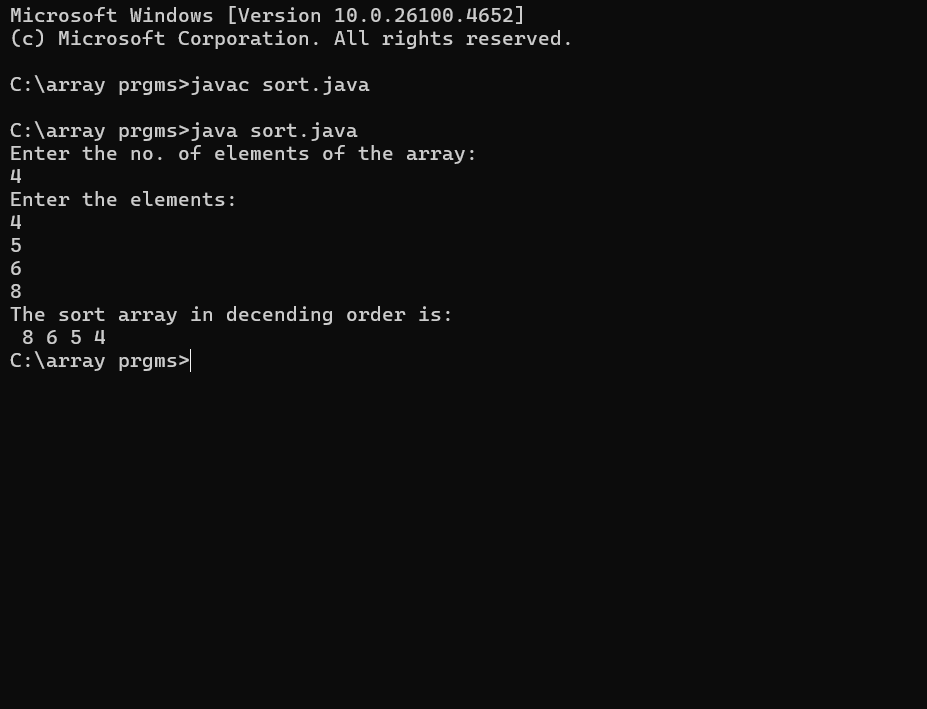 Microsoft Windows [Version 10.0.26100.4652]
(c) Microsoft Corporation. All rights reserved.
C:\array prgms>javac sort.java
C:\array prgms>java sort.java
Enter the no. of elements of the array:
4
Enter the elements:
4
5
6
8
The sort array in decending order is:
 8 6 5 4
C:\array prgms>